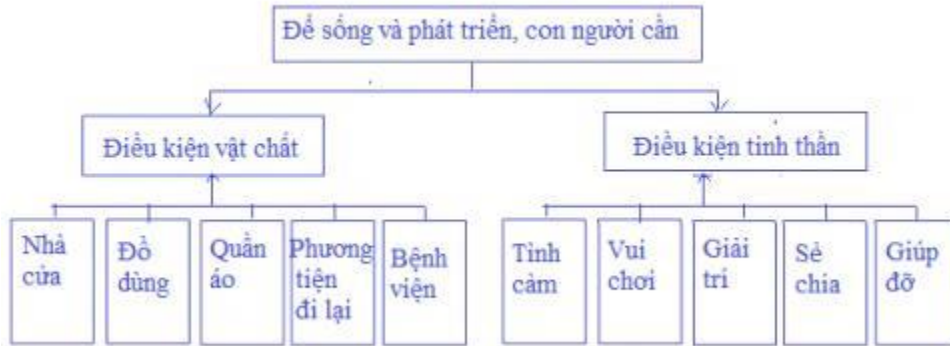 Để sống và phát triển, con người cần
Điều kiện vật chất
Điều kiện tinh thần
Nhà
cửa
Đồ
dùng
Quần
áo
Phương
tiện
đi lại
Bệnh
viện
Tình
cảm
Vui
chơi
Giải
trí
Sẻ
chia
Giúp
đỡ